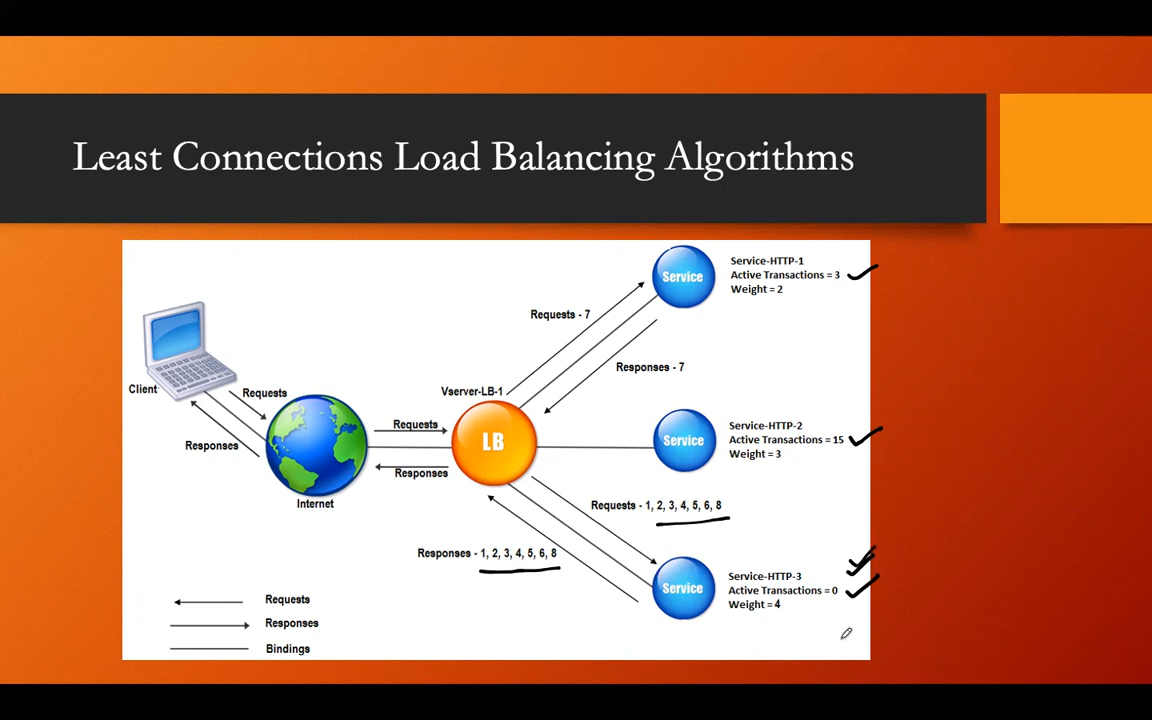 Least Connections Load Balancing Algorithms
Service
Service-HTTP-1
Active Transactions = 3
Weight = 2
Requests - 7
Responses - 7
Client
Requests
Responses
Internet
Requests
Responses
Vserver-LB-1
LB
Service
Service-HTTP-2
Active Transactions = 15
Weight = 3
Requests - 1, 2, 3, 4, 5, 6, 8
Responses - 1, 2, 3, 4, 5, 6, 8
Service
Service-HTTP-3
Active Transactions = 0
Weight = 4
Requests
Responses
Bindings